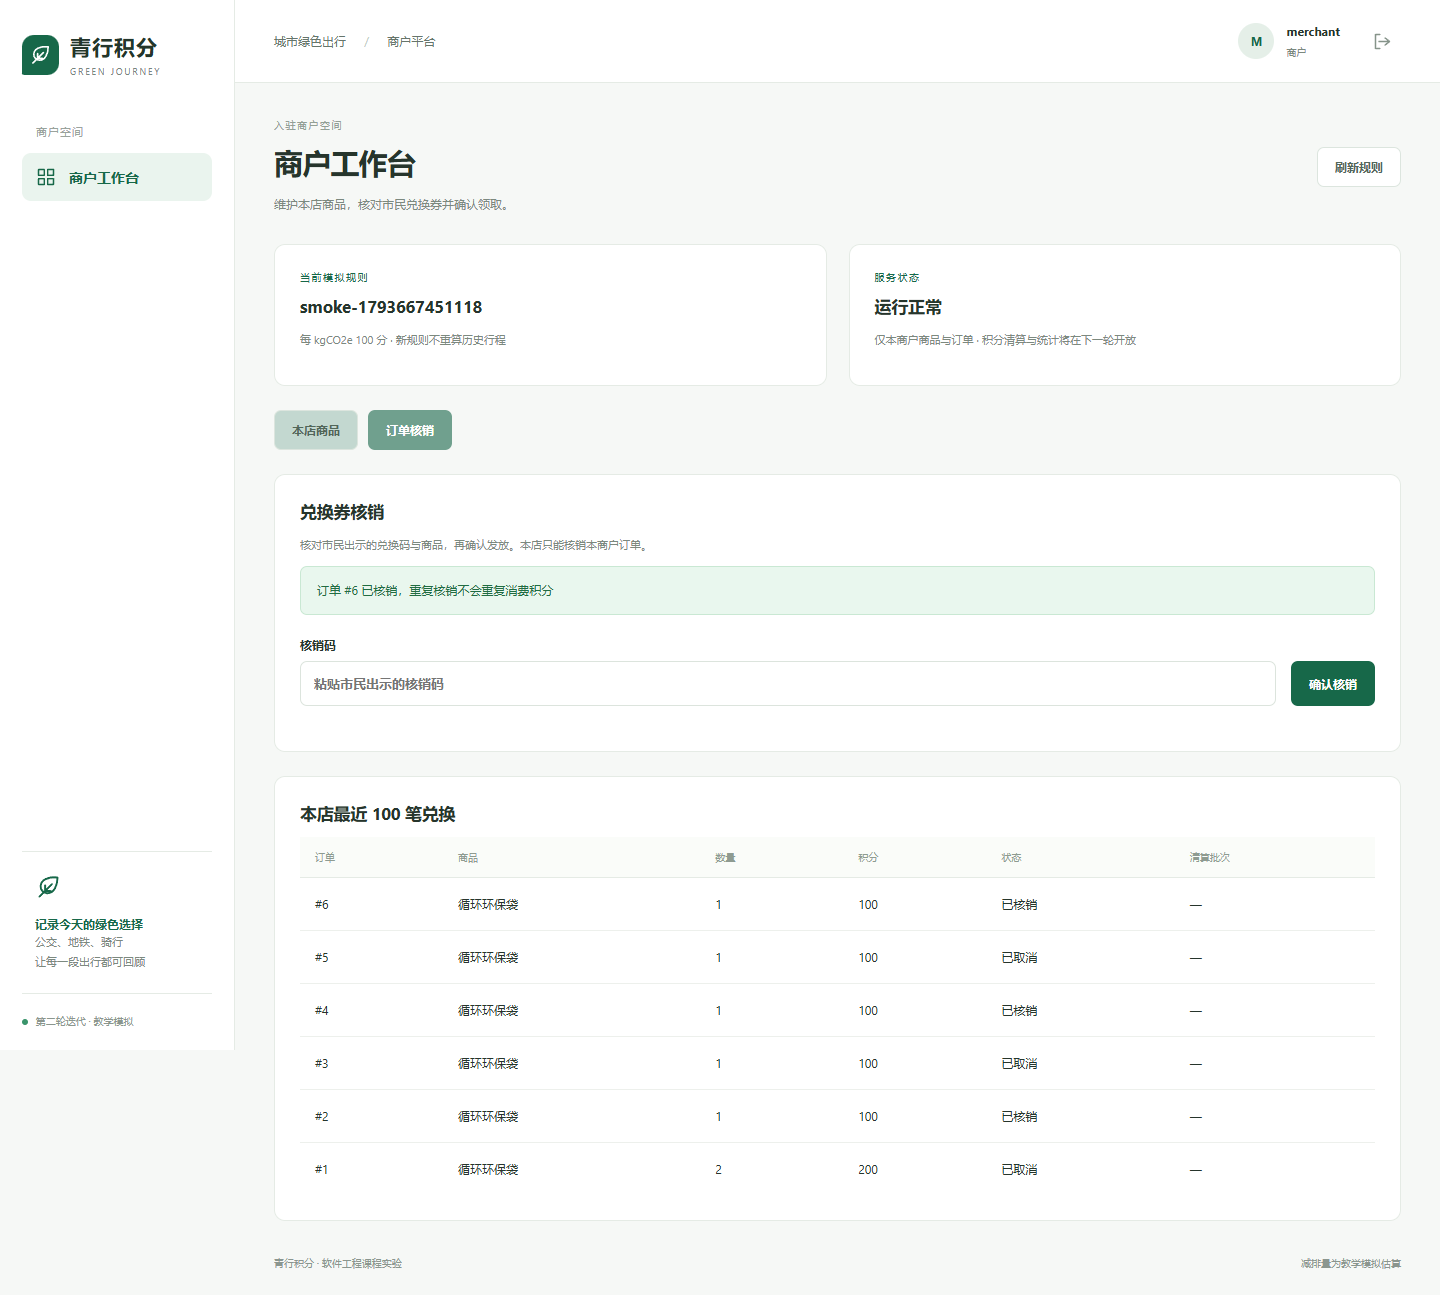 青行积分
GREEN JOURNEY
商户空间
商户工作台
记录今天的绿色选择
公交、地铁、骑行
让每一段出行都可回顾
第二轮迭代 · 教学模拟
城市绿色出行 / 商户平台
M
merchant
商户
入驻商户空间
商户工作台
维护本店商品，核对市民兑换券并确认领取。
刷新规则
当前模拟规则
smoke-1793667451118
每 kgCO2e 100 分 · 新规则不重算历史行程
服务状态
运行正常
仅本商户商品与订单 · 积分清算与统计将在下一轮开放
本店商品
订单核销
兑换券核销
核对市民出示的兑换码与商品，再确认发放。本店只能核销本商户订单。
订单 #6 已核销，重复核销不会重复消费积分
核销码
粘贴市民出示的核销码
确认核销
本店最近 100 笔兑换
订单 商品 数量 积分 状态 清算批次
#6 循环环保袋 1 100 已核销 —
#5 循环环保袋 1 100 已取消 —
#4 循环环保袋 1 100 已核销 —
#3 循环环保袋 1 100 已取消 —
#2 循环环保袋 1 100 已核销 —
#1 循环环保袋 2 200 已取消 —
青行积分 · 软件工程课程实验
减排量为教学模拟估算